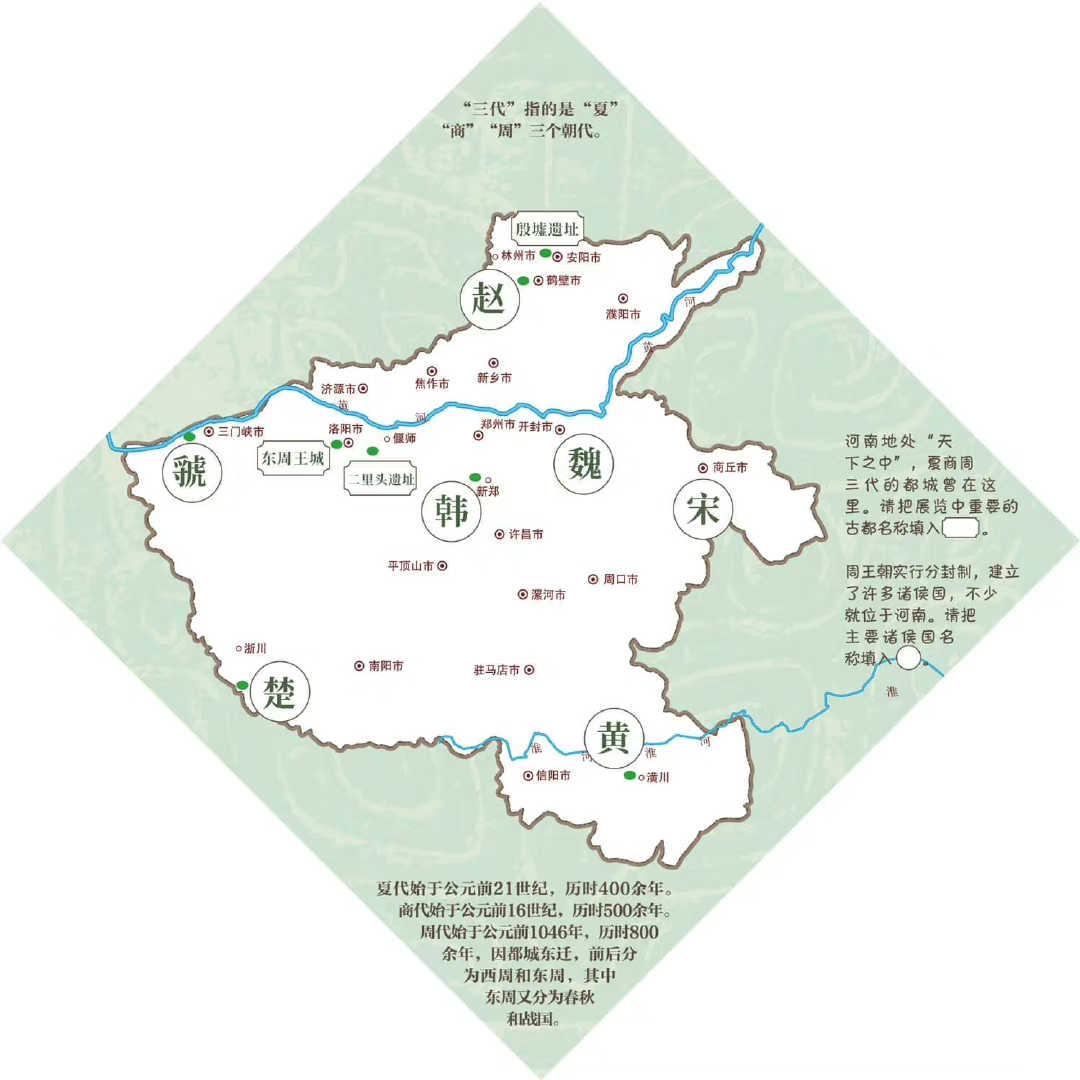 “三代”指的是“夏”
“商”“周”三个朝代。
殷墟遗址
林州市
安阳市
鹤壁市
赵
濮阳市
河
黄
新乡市
焦作市
济源市
黄
河
三门峡市
洛阳市
偃师
郑州市
开封市
东周王城
二里头遗址
虢
魏
商丘市
新郑
韩
宋
许昌市
平顶山市
周口市
漯河市
淅川
南阳市
驻马店市
楚
黄
淮
河
淮
河
淮
信阳市
潢川
河南地处“天
下之中”，夏商周
三代的都城曾在这
里。请把展览中重要的
古都名称填入 。
周王朝实行分封制，建立
了许多诸侯国，不少
就位于河南。请把
主要诸侯国名
称填入 。
夏代始于公元前21世纪，历时400余年。
商代始于公元前16世纪，历时500余年。
周代始于公元前1046年，历时800
余年，因都城东迁，前后分
为西周和东周，其中
东周又分为春秋
和战国。